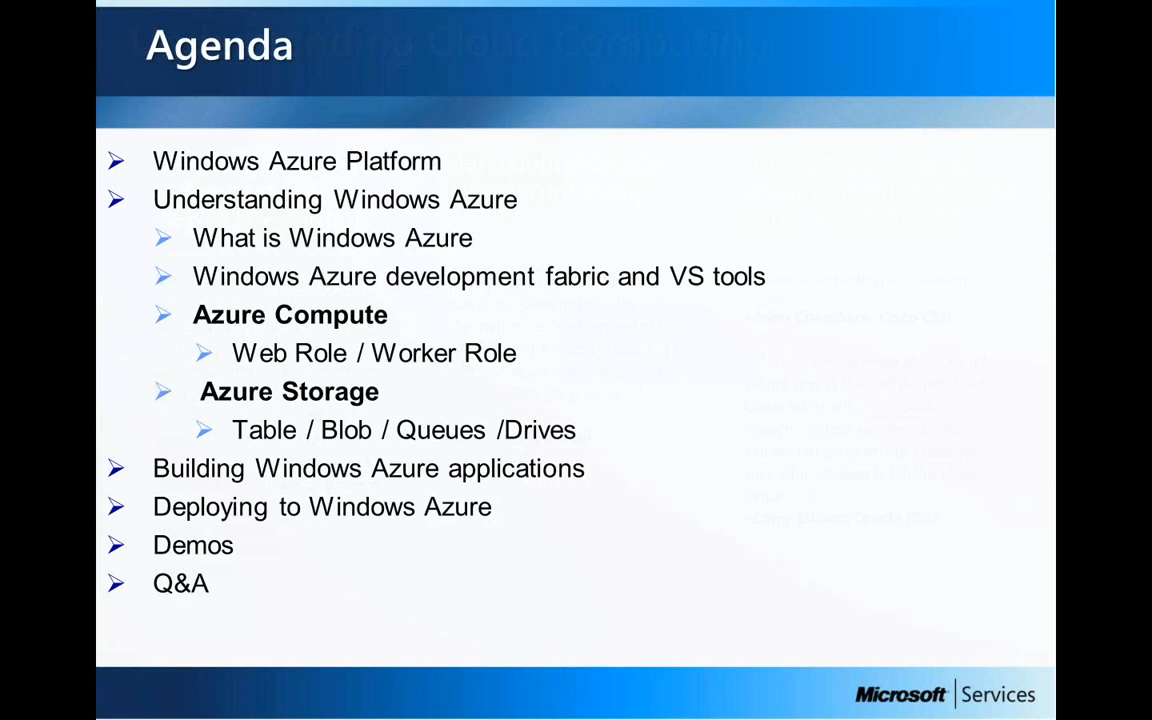 Agenda
Windows Azure Platform
Understanding Windows Azure
What is Windows Azure
Windows Azure development fabric and VS tools
Azure Compute
Web Role / Worker Role
Azure Storage
Table / Blob / Queues /Drives
Building Windows Azure applications
Deploying to Windows Azure
Demos
Q&A
Microsoft Services